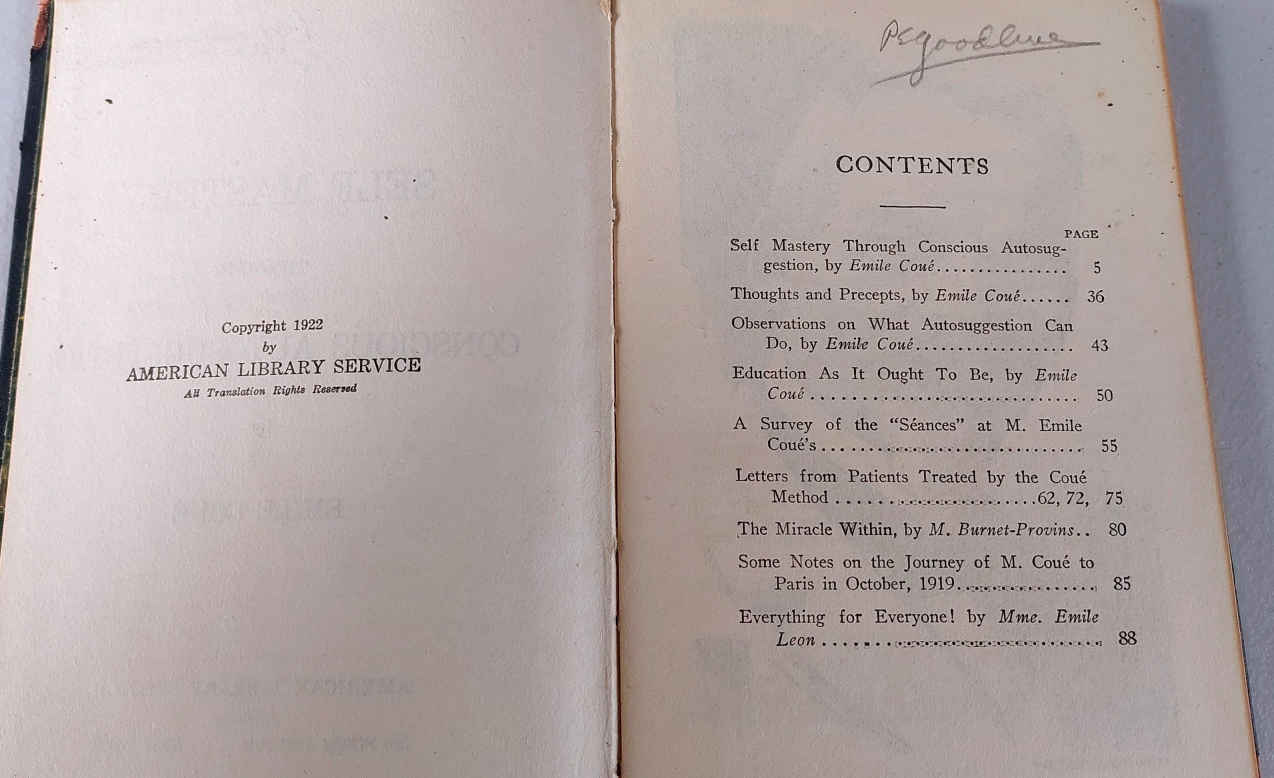 Copyright 1922
by
AMERICAN LIBRARY SERVICE
All Translation Rights Reserved
CONTENTS
PAGE
Self Mastery Through Conscious Autosug-
gestion, by Emile Coué................ 5
Thoughts and Precepts, by Emile Coué...... 36
Observations on What Autosuggestion Can
Do, by Emile Coué................... 43
Education As It Ought To Be, by Emile
Coué ................................ 50
A Survey of the “Séances” at M. Emile
Coué's................................ 55
Letters from Patients Treated by the Coué
Method ........................62, 72, 75
The Miracle Within, by M. Burnet-Provins.. 80
Some Notes on the Journey of M. Coué to
Paris in October, 1919................. 85
Everything for Everyone! by Mme. Emile
Leon .................................. 88